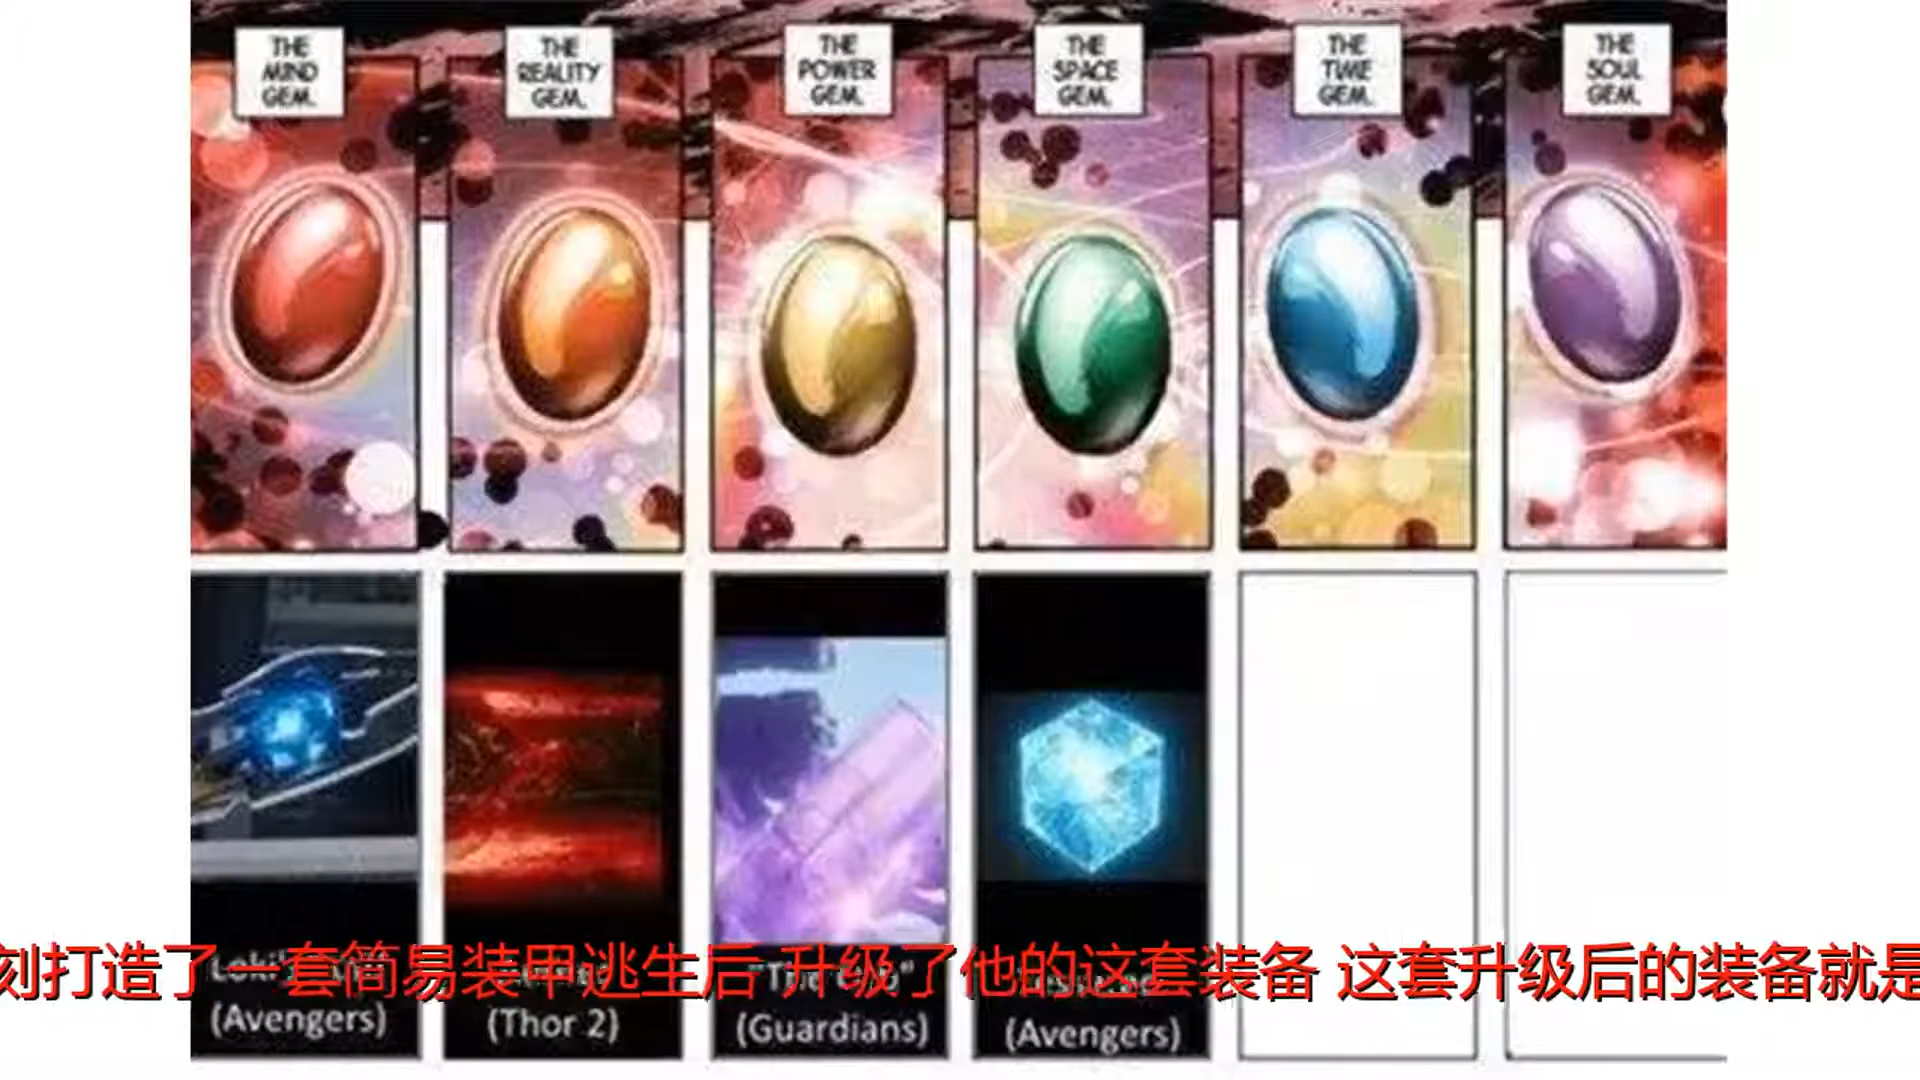 THE
MIND
GEM.
THE
REALITY
GEM.
THE
POWER
GEM.
THE
SPACE
GEM.
THE
TIME
GEM.
THE
SOUL
GEM.
刻打造了一套简易装甲逃生后 升级了他的这套装备 这套升级后的装备就是
(Avengers)
(Thor 2)
(Guardians)
(Avengers)